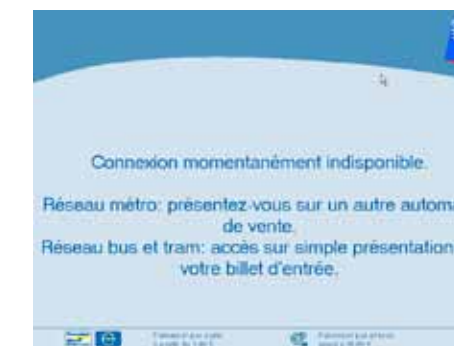 Connexion momentanément indisponible.
Réseau métro: présentez-vous sur un autre autom
de vente.
Réseau bus et tram: accès sur simple présentation
votre billet d'entrée.